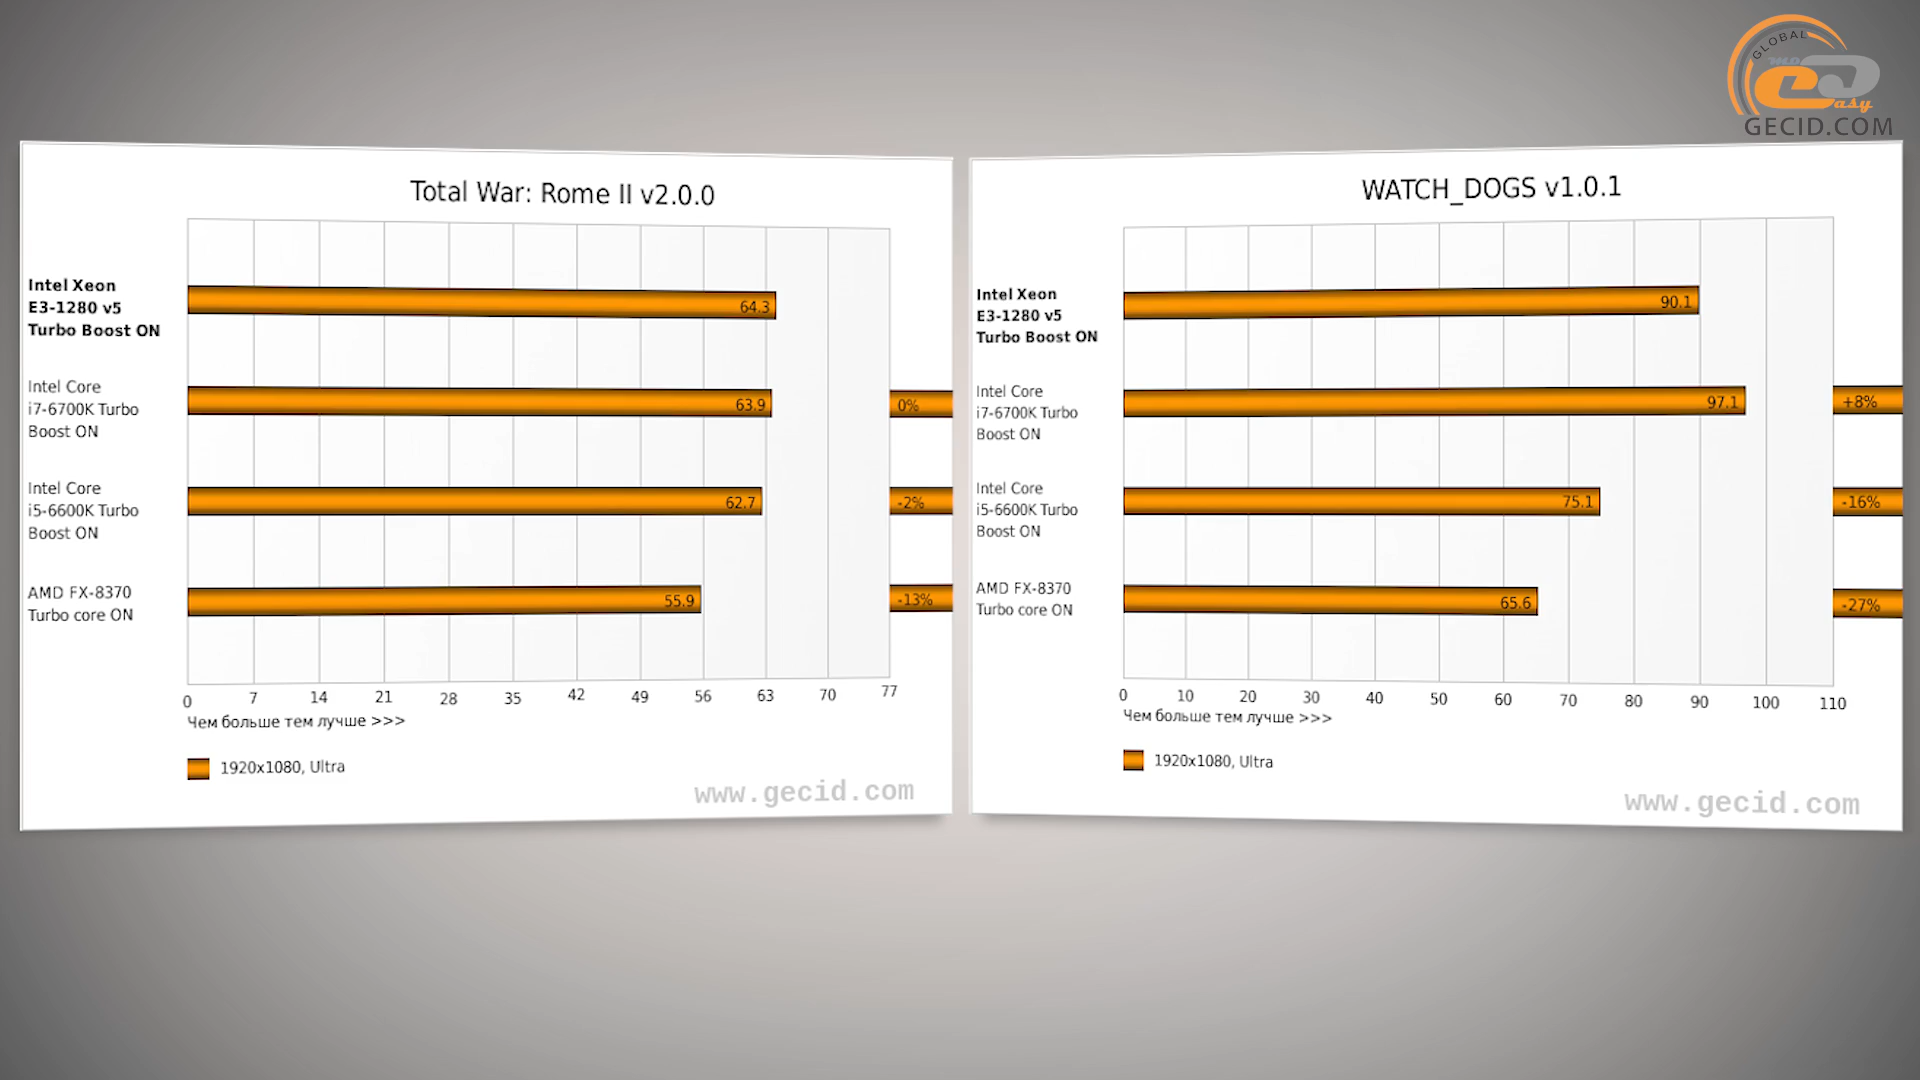 GLOBAL
easy
GECID.COM
Total War: Rome II v2.0.0
Intel Xeon
E3-1280 v5
Turbo Boost ON
64.3
Intel Core
i7-6700K Turbo
Boost ON
63.9
0%
Intel Core
i5-6600K Turbo
Boost ON
62.7
-2%
AMD FX-8370
Turbo core ON
55.9
-13%
0 7 14 21 28 35 42 49 56 63 70 77
Чем больше тем лучше >>>
1920x1080, Ultra
www.gecid.com
WATCH_DOGS v1.0.1
Intel Xeon
E3-1280 v5
Turbo Boost ON
90.1
Intel Core
i7-6700K Turbo
Boost ON
97.1
+8%
Intel Core
i5-6600K Turbo
Boost ON
75.1
-16%
AMD FX-8370
Turbo core ON
65.6
-27%
0 10 20 30 40 50 60 70 80 90 100 110
Чем больше тем лучше >>>
1920x1080, Ultra
www.gecid.com